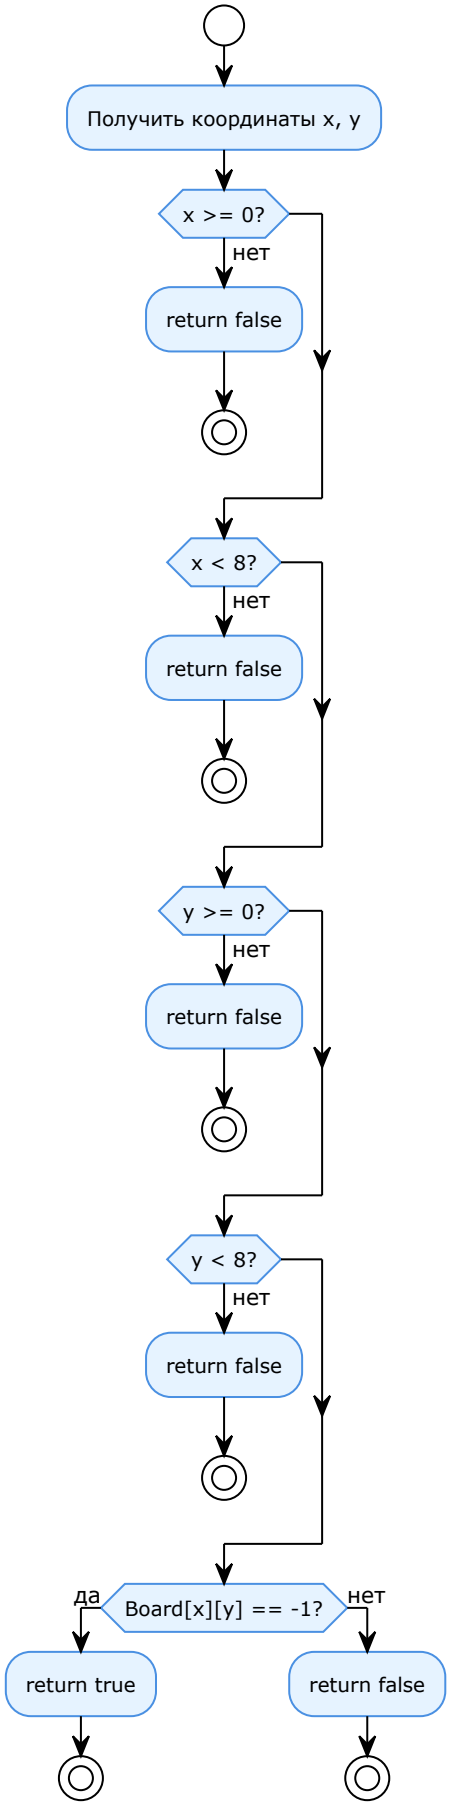 Получить координаты x, y
x >= 0?
нет
return false
x < 8?
нет
return false
y >= 0?
нет
return false
y < 8?
нет
return false
да
Board[x][y] == -1?
нет
return true
return false